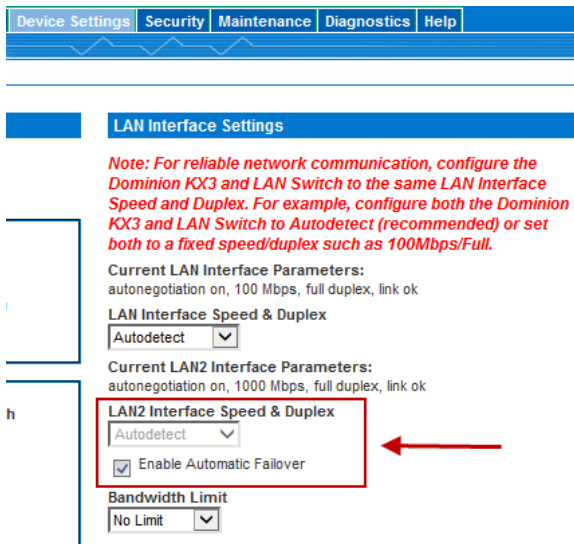 Device Settings Security Maintenance Diagnostics Help
LAN Interface Settings
Note: For reliable network communication, configure the
Dominion KX3 and LAN Switch to the same LAN Interface
Speed and Duplex. For example, configure both the Dominion
KX3 and LAN Switch to Autodetect (recommended) or set
both to a fixed speed/duplex such as 100Mbps/Full.
Current LAN Interface Parameters:
autonegotiation on, 100 Mbps, full duplex, link ok
LAN Interface Speed & Duplex
Autodetect
Current LAN2 Interface Parameters:
autonegotiation on, 1000 Mbps, full duplex, link ok
h
LAN2 Interface Speed & Duplex
Autodetect
Enable Automatic Failover
Bandwidth Limit
No Limit